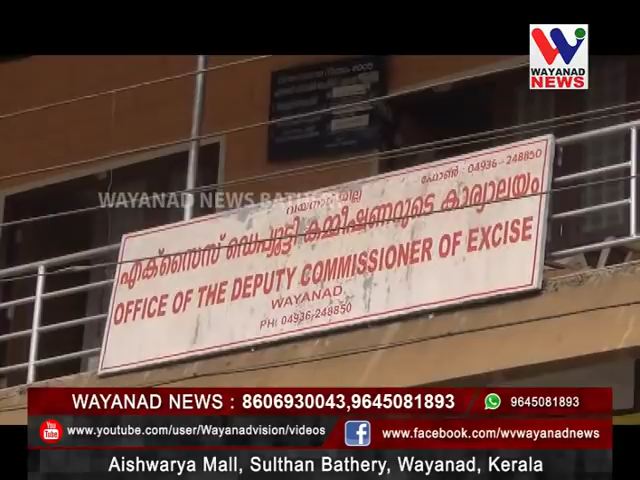 WAYANAD
NEWS
WAYANAD NEWS
വയനാട് ജില്ല
ഫോൺ : 04936-248850
എക്സൈസ് ഡെപ്യൂട്ടി കമ്മീഷണറുടെ കാര്യാലയം
OFFICE OF THE DEPUTY COMMISSIONER OF EXCISE
WAYANAD
PH: 04936-248850
WAYANAD NEWS : 8606930043,9645081893
9645081893
You
Tube
www.youtube.com/user/Wayanadvision/videos
www.facebook.com/wvwayanadnews
Aishwarya Mall, Sulthan Bathery, Wayanad, Kerala